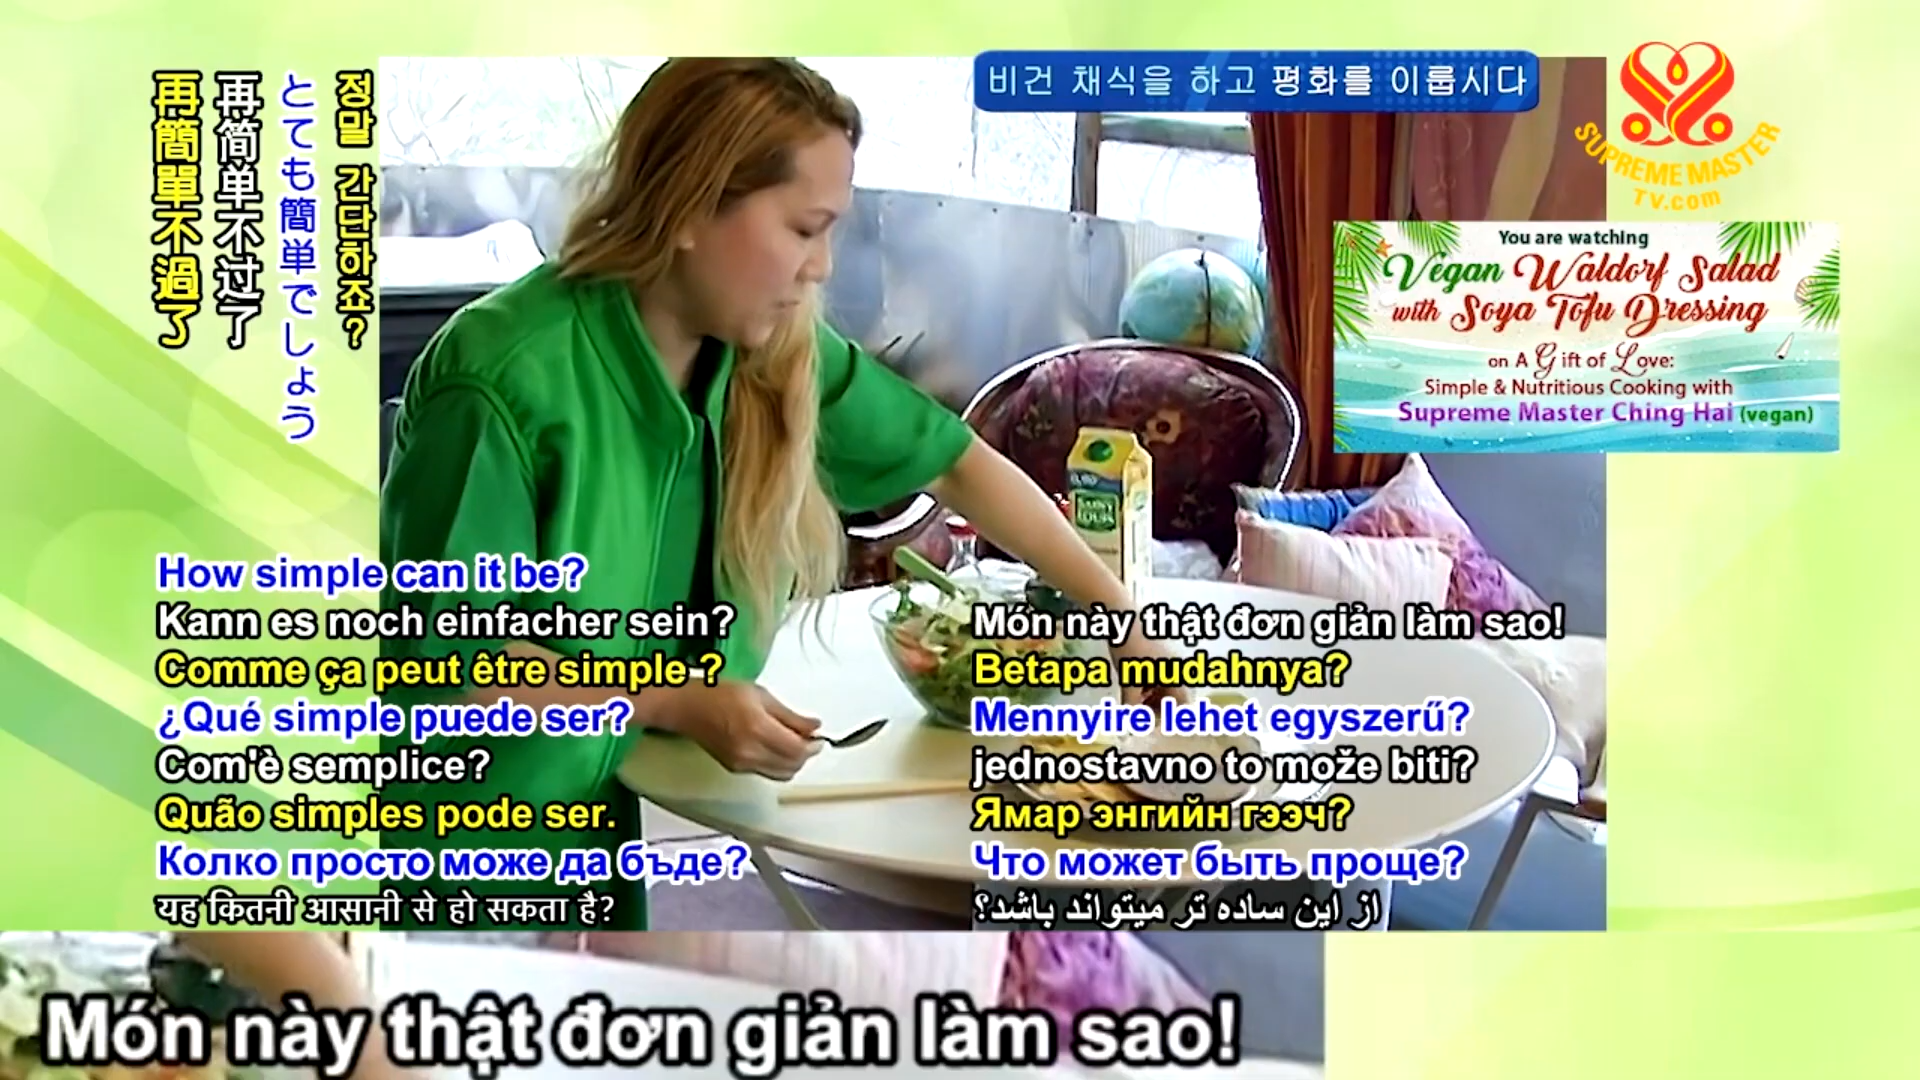 再簡單不過了
再简单不过了
とても簡単でしょう
정말 간단하죠?
비건 채식을 하고 평화를 이룹시다
SUPREME MASTER
TV.com
You are watching
Vegan Waldorf Salad
with Soya Tofu Dressing
on A Gift of Love:
Simple & Nutritious Cooking with
Supreme Master Ching Hai (vegan)
SAINT
LOUIS
How simple can it be?
Kann es noch einfacher sein?
Comme ça peut être simple ?
¿Qué simple puede ser?
Com'è semplice?
Quão simples pode ser.
Колко просто може да бъде?
यह कितनी आसानी से हो सकता है?
Món này thật đơn giản làm sao!
Betapa mudahnya?
Mennyire lehet egyszerű?
jednostavno to može biti?
Ямар энгийн гээч?
Что может быть проще?
از این ساده تر میتواند باشد؟
Món này thật đơn giản làm sao!